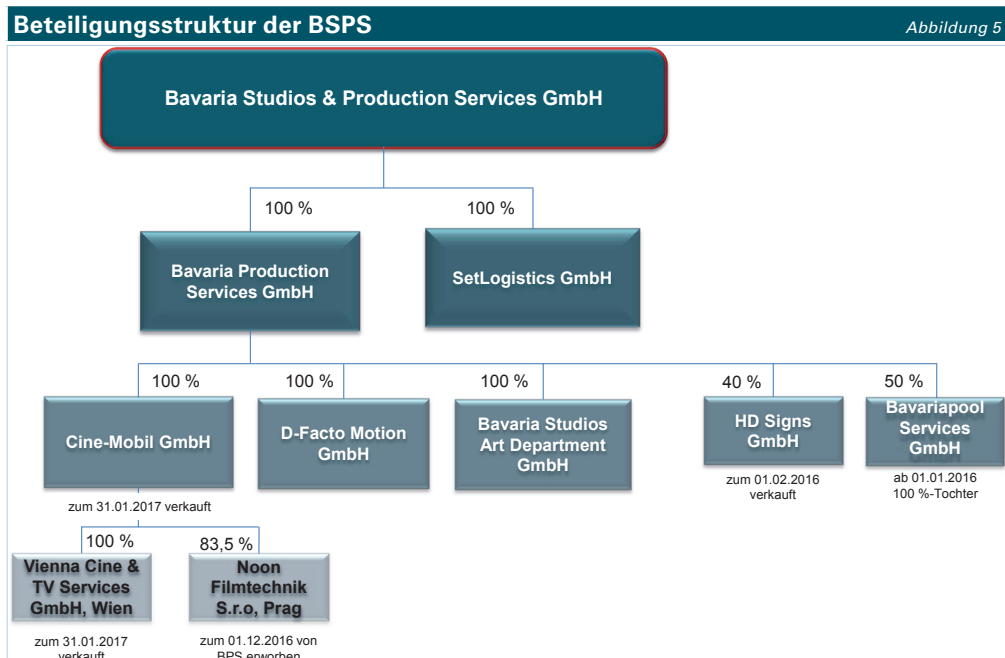 Beteiligungsstruktur der BSPS
Abbildung 5
Bavaria Studios & Production Services GmbH
100 %
100 %
Bavaria Production
Services GmbH
SetLogistics GmbH
100 %
100 %
100 %
40 %
50 %
Cine-Mobil GmbH
D-Facto Motion
GmbH
Bavaria Studios
Art Department
GmbH
HD Signs
GmbH
Bavariapool
Services
GmbH
zum 31.01.2017 verkauft
zum 01.02.2016
verkauft
ab 01.01.2016
100 %-Tochter
100 %
83,5 %
Vienna Cine &
TV Services
GmbH, Wien
Noon
Filmtechnik
S.r.o, Prag
zum 31.01.2017
verkauft
zum 01.12.2016 von
BPS erworben